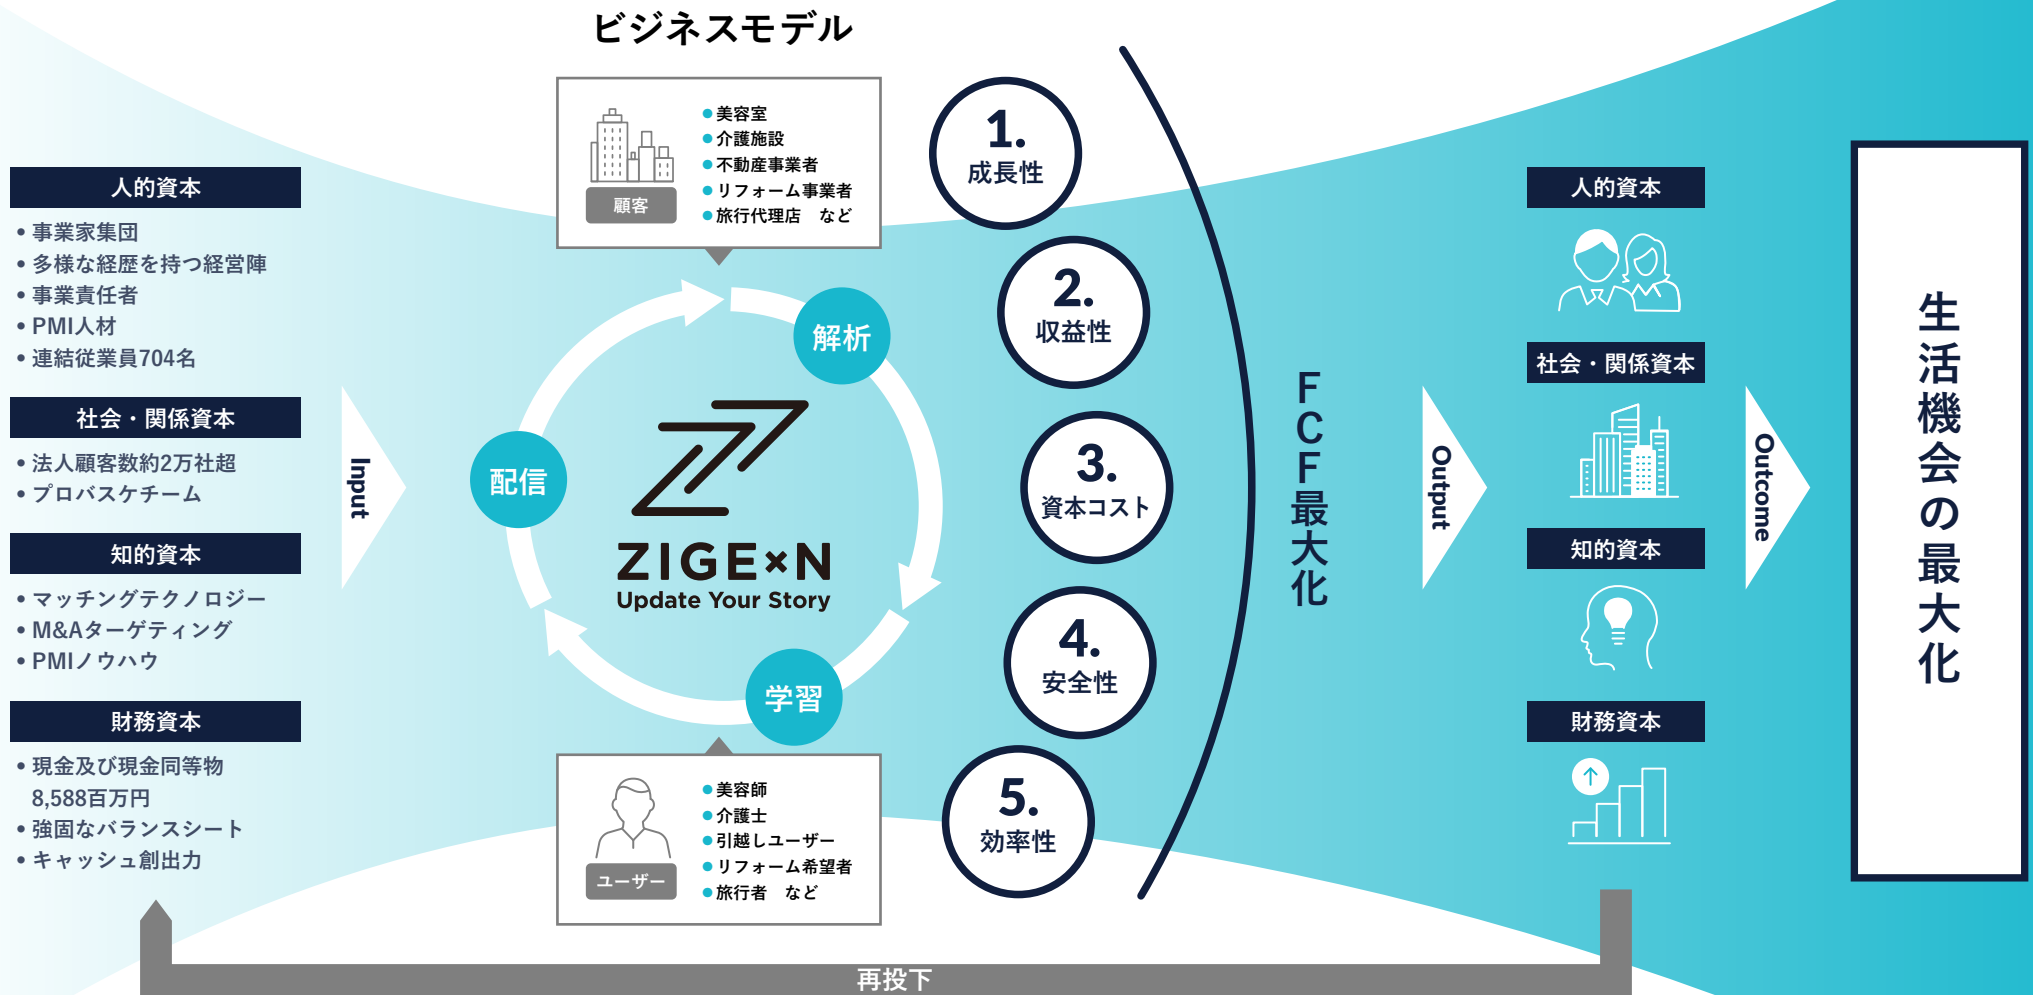 ビジネスモデル
人的資本
• 事業家集団
• 多様な経歴を持つ経営陣
• 事業責任者
• PMI人材
• 連結従業員704名
社会・関係資本
• 法人顧客数約2万社超
• プロバスケチーム
知的資本
• マッチングテクノロジー
• M&Aターゲティング
• PMIノウハウ
財務資本
• 現金及び現金同等物
8,588百万円
• 強固なバランスシート
• キャッシュ創出力
Input
顧客
● 美容室
● 介護施設
● 不動産事業者
● リフォーム事業者
● 旅行代理店　など
解析
配信
学習
ZIGExN
Update Your Story
ユーザー
● 美容師
● 介護士
● 引越しユーザー
● リフォーム希望者
● 旅行者　など
1.
成長性
2.
収益性
3.
資本コスト
4.
安全性
5.
効率性
FCF最大化
Output
人的資本
社会・関係資本
知的資本
財務資本
Outcome
生活機会の最大化
再投下